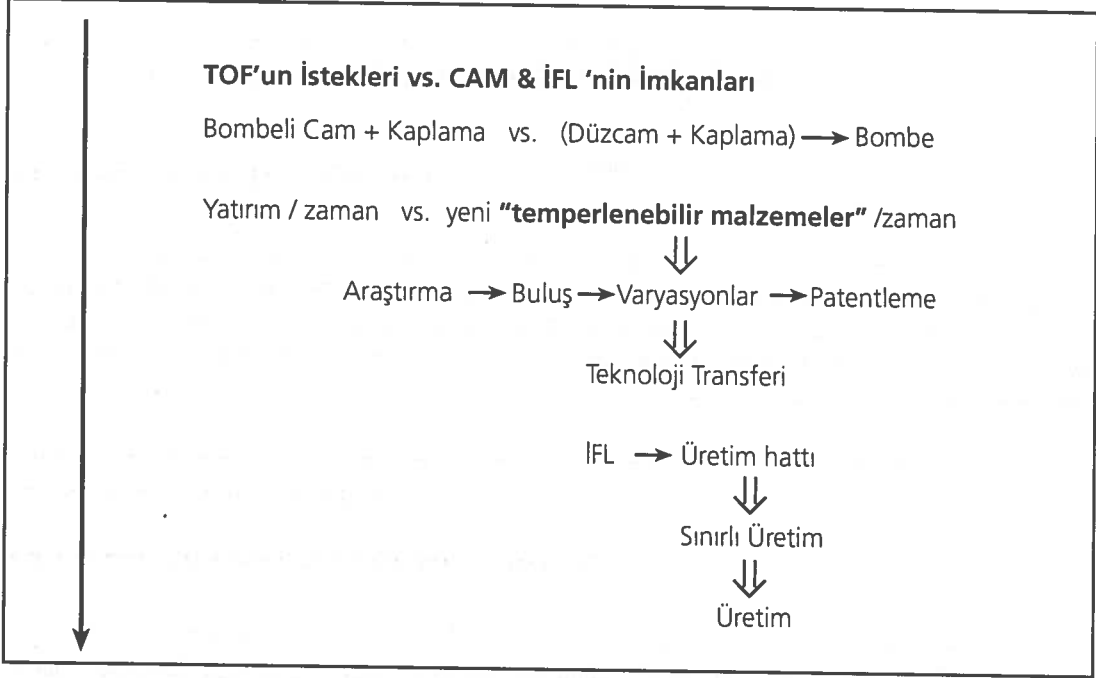 TOF'un İstekleri vs. CAM & İFL 'nin İmkanları
Bombeli Cam + Kaplama vs. (Düzcam + Kaplama) → Bombe
Yatırım / zaman vs. yeni "temperlenebilir malzemeler" /zaman
⇓
Araştırma → Buluş → Varyasyonlar → Patentleme
⇓
Teknoloji Transferi
İFL → Üretim hattı
⇓
Sınırlı Üretim
⇓
Üretim